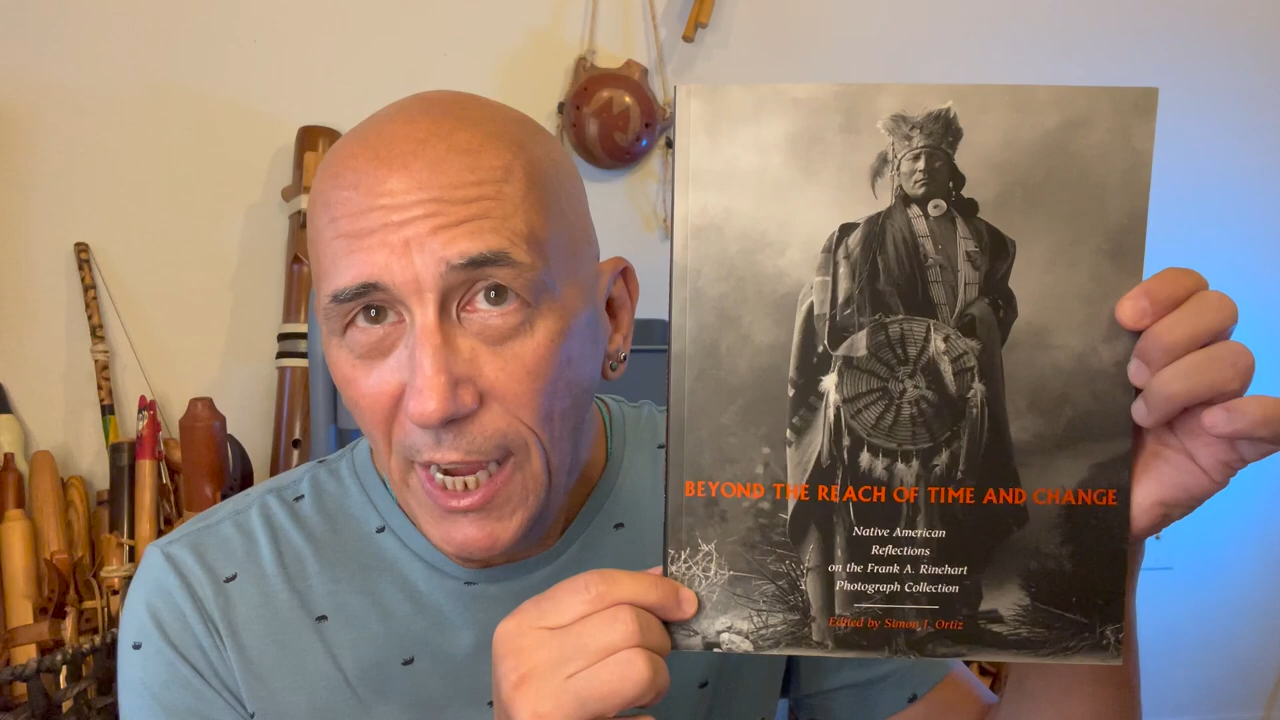 BEYOND THE REACH OF TIME AND CHANGE
Native American
Reflections
on the Frank A. Rinehart
Photograph Collection
Edited by Simon J. Ortiz